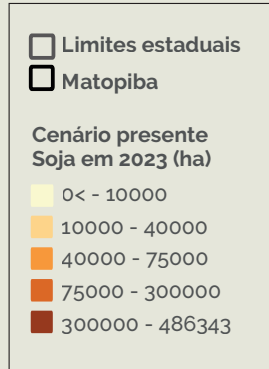 Limites estaduais
Matopiba
Cenário presente
Soja em 2023 (ha)
0< - 10000
10000 - 40000
40000 - 75000
75000 - 300000
300000 - 486343